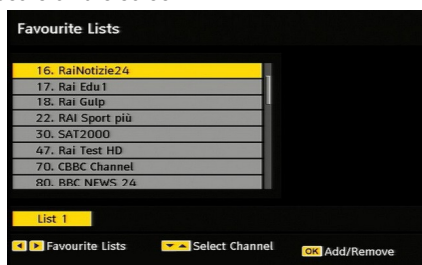 Favourite Lists
16. RaiNotizie24
17. Rai Edu1
18. Rai Gulp
22. RAI Sport più
30. SAT2000
47. Rai Test HD
70. CBBC Channel
80. BBC NEWS 24
List 1
Favourite Lists Select Channel OK Add/Remove